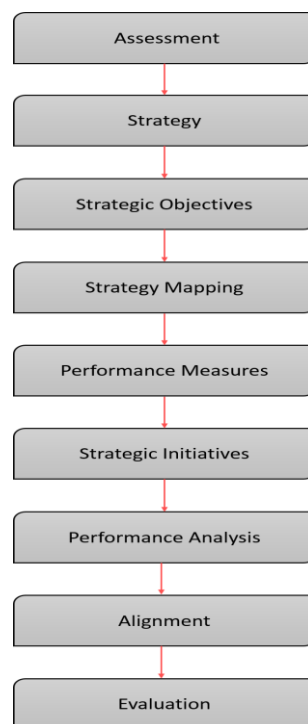 Assessment
Strategy
Strategic Objectives
Strategy Mapping
Performance Measures
Strategic Initiatives
Performance Analysis
Alignment
Evaluation